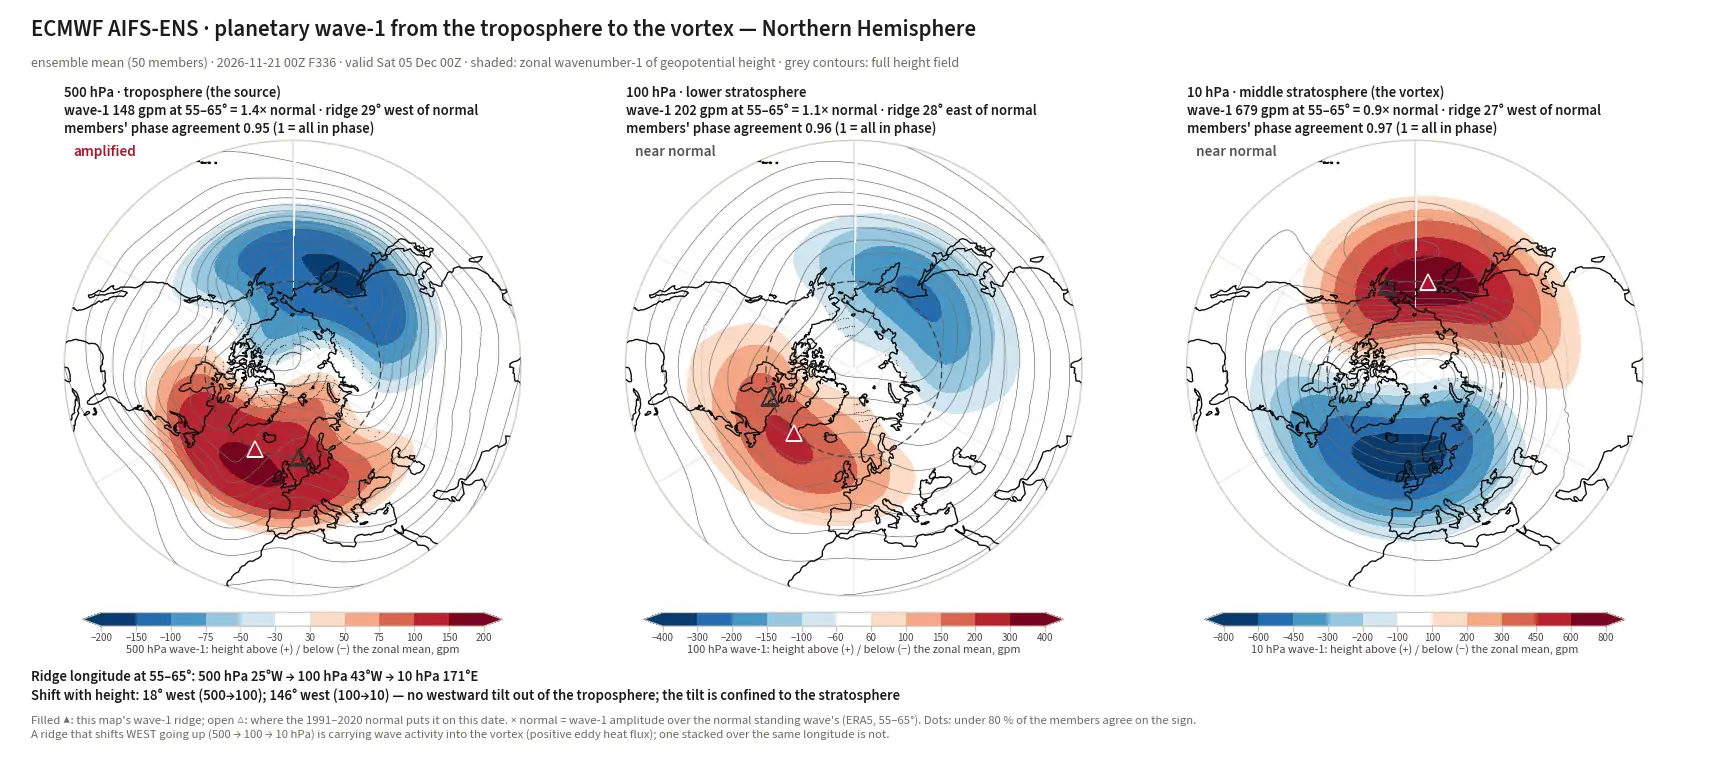 ECMWF AIFS-ENS · planetary wave-1 from the troposphere to the vortex — Northern Hemisphere
ensemble mean (50 members) · 2026-11-21 00Z F336 · valid Sat 05 Dec 00Z · shaded: zonal wavenumber-1 of geopotential height · grey contours: full height field
500 hPa · troposphere (the source)
wave-1 148 gpm at 55–65° = 1.4× normal · ridge 29° west of normal
members' phase agreement 0.95 (1 = all in phase)
amplified
100 hPa · lower stratosphere
wave-1 202 gpm at 55–65° = 1.1× normal · ridge 28° east of normal
members' phase agreement 0.96 (1 = all in phase)
near normal
10 hPa · middle stratosphere (the vortex)
wave-1 679 gpm at 55–65° = 0.9× normal · ridge 27° west of normal
members' phase agreement 0.97 (1 = all in phase)
near normal
−200 −150 −100 −75 −50 −30 30 50 75 100 150 200
500 hPa wave-1: height above (+) / below (−) the zonal mean, gpm
−400 −300 −200 −150 −100 −60 60 100 150 200 300 400
100 hPa wave-1: height above (+) / below (−) the zonal mean, gpm
−800 −600 −450 −300 −200 −100 100 200 300 450 600 800
10 hPa wave-1: height above (+) / below (−) the zonal mean, gpm
Ridge longitude at 55–65°: 500 hPa 25°W → 100 hPa 43°W → 10 hPa 171°E
Shift with height: 18° west (500→100); 146° west (100→10) — no westward tilt out of the troposphere; the tilt is confined to the stratosphere
Filled ▲: this map's wave-1 ridge; open △: where the 1991–2020 normal puts it on this date. × normal = wave-1 amplitude over the normal standing wave's (ERA5, 55–65°). Dots: under 80 % of the members agree on the sign.
A ridge that shifts WEST going up (500 → 100 → 10 hPa) is carrying wave activity into the vortex (positive eddy heat flux); one stacked over the same longitude is not.